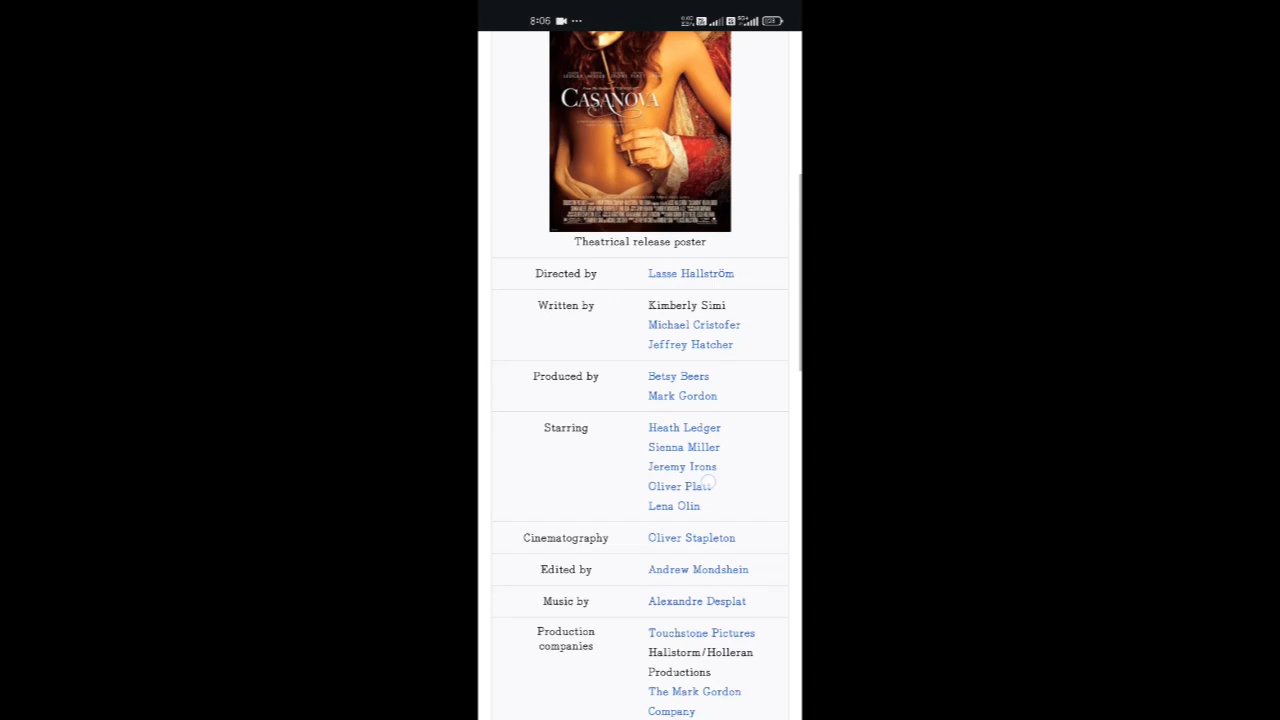 8:06
CASANOVA
Theatrical release poster
Directed by Lasse Hallström
Written by Kimberly Simi
Michael Cristofer
Jeffrey Hatcher
Produced by Betsy Beers
Mark Gordon
Starring Heath Ledger
Sienna Miller
Jeremy Irons
Oliver Platt
Lena Olin
Cinematography Oliver Stapleton
Edited by Andrew Mondshein
Music by Alexandre Desplat
Production companies Touchstone Pictures
Hallstorm/Holleran
Productions
The Mark Gordon
Company